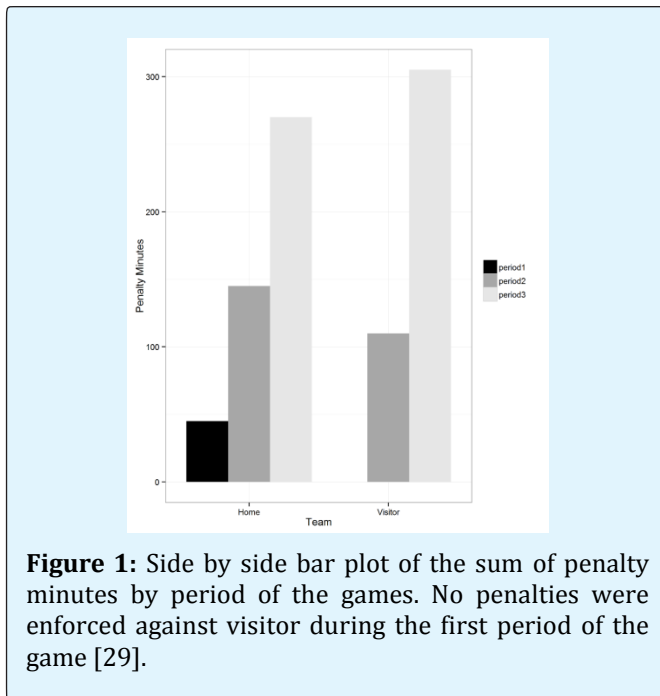 300
200
100
0
Penalty Minutes
Home
Visitor
Team
period1
period2
period3
Figure 1: Side by side bar plot of the sum of penalty
minutes by period of the games. No penalties were
enforced against visitor during the first period of the
game [29].